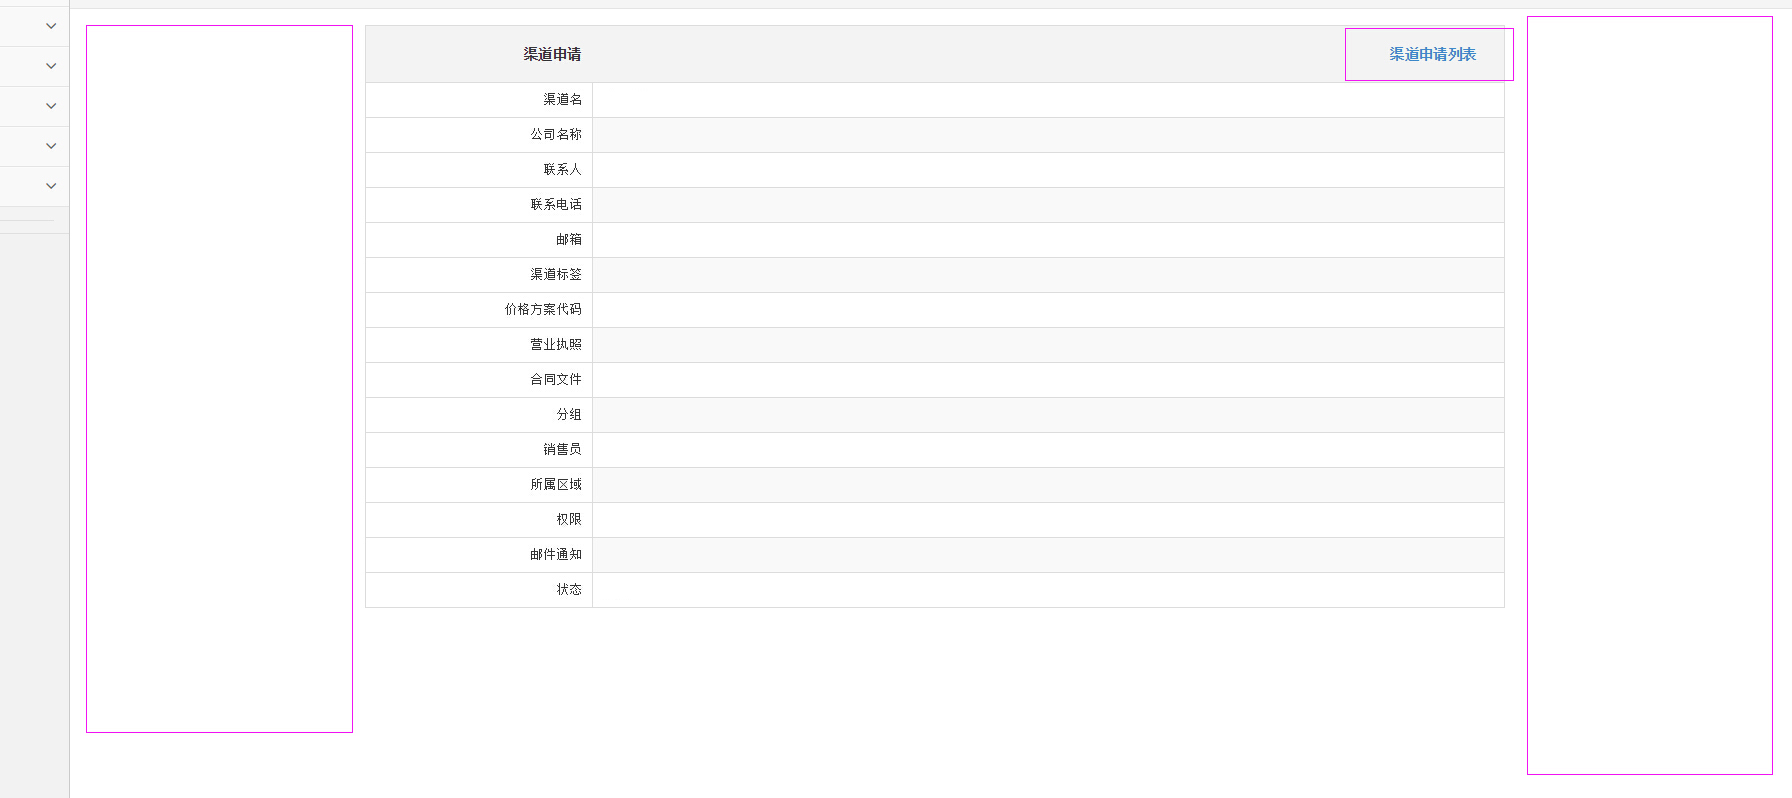 渠道申请
渠道申请列表
渠道名
公司名称
联系人
联系电话
邮箱
渠道标签
价格方案代码
营业执照
合同文件
分组
销售员
所属区域
权限
邮件通知
状态